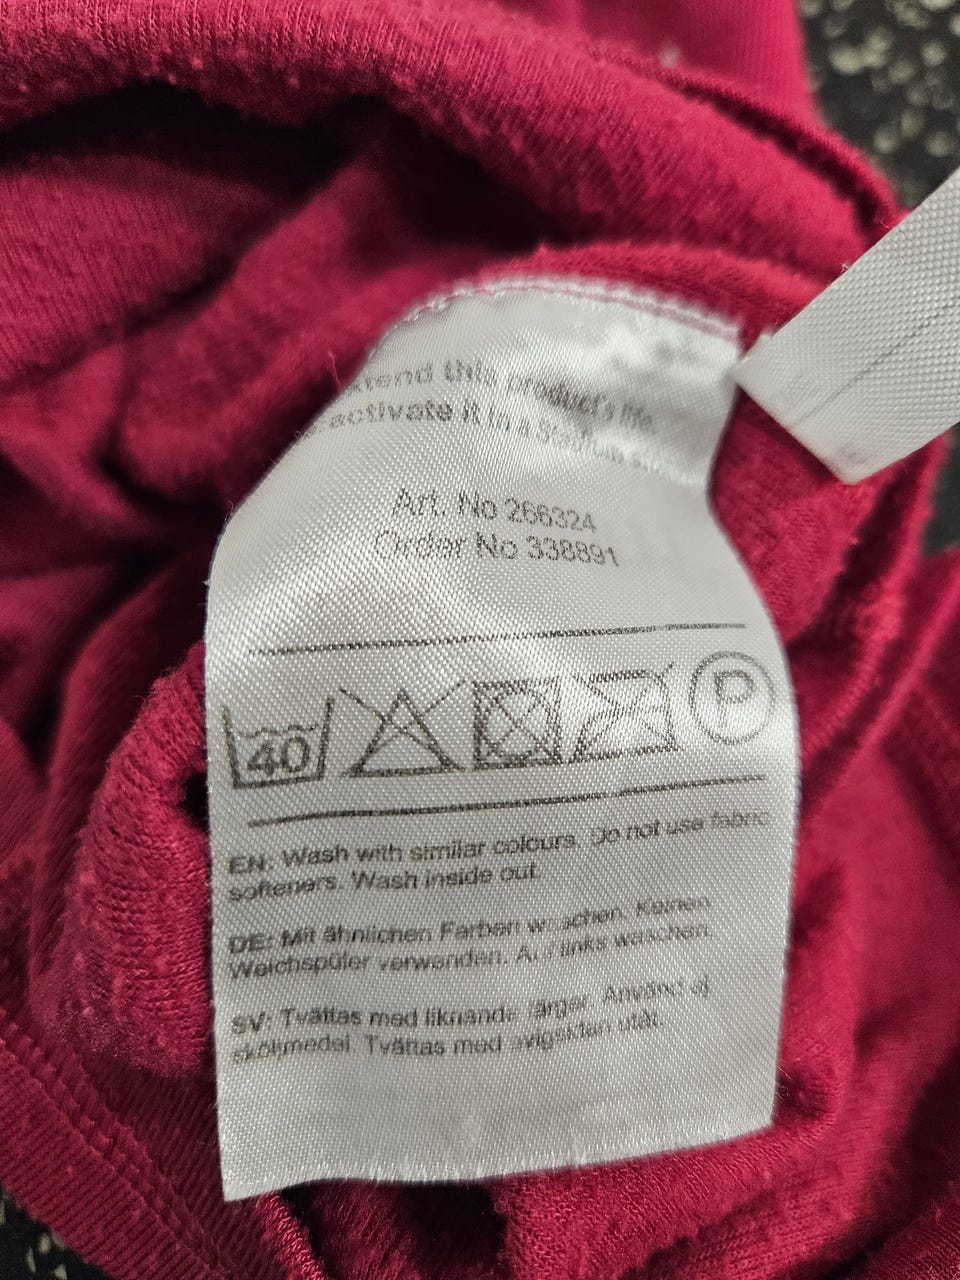 xtend this product's life,
activate it in a
Art. No 266324
Order No 338891
40
P
EN: Wash with similar colours. Do not use fabric
softeners. Wash inside out.
DE: Mit ähnlichen Farben waschen. Keinen
Weichspüler verwenden. Auf links waschen.
SV: Tvättas med liknande färger. Använd ej
sköljmedel. Tvättas med avigsidan utåt.